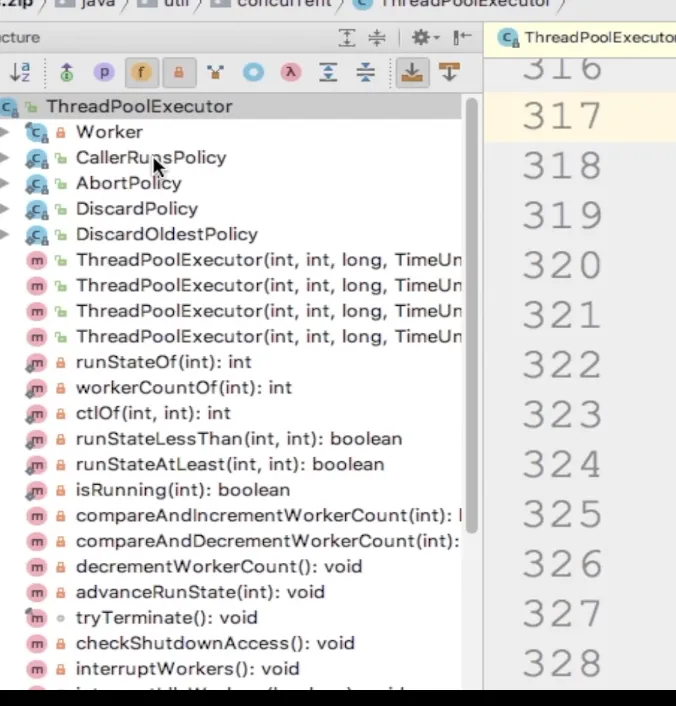 .zip java util concurrent ThreadPoolExecutor
cture
ThreadPoolExecutor
Worker
CallerRunsPolicy
AbortPolicy
DiscardPolicy
DiscardOldestPolicy
ThreadPoolExecutor(int, int, long, TimeUn
ThreadPoolExecutor(int, int, long, TimeUn
ThreadPoolExecutor(int, int, long, TimeUn
ThreadPoolExecutor(int, int, long, TimeUn
runStateOf(int): int
workerCountOf(int): int
ctlOf(int, int): int
runStateLessThan(int, int): boolean
runStateAtLeast(int, int): boolean
isRunning(int): boolean
compareAndIncrementWorkerCount(int):
compareAndDecrementWorkerCount(int):
decrementWorkerCount(): void
advanceRunState(int): void
tryTerminate(): void
checkShutdownAccess(): void
interruptWorkers(): void
ThreadPoolExecutor
316
317
318
319
320
321
322
323
324
325
326
327
328